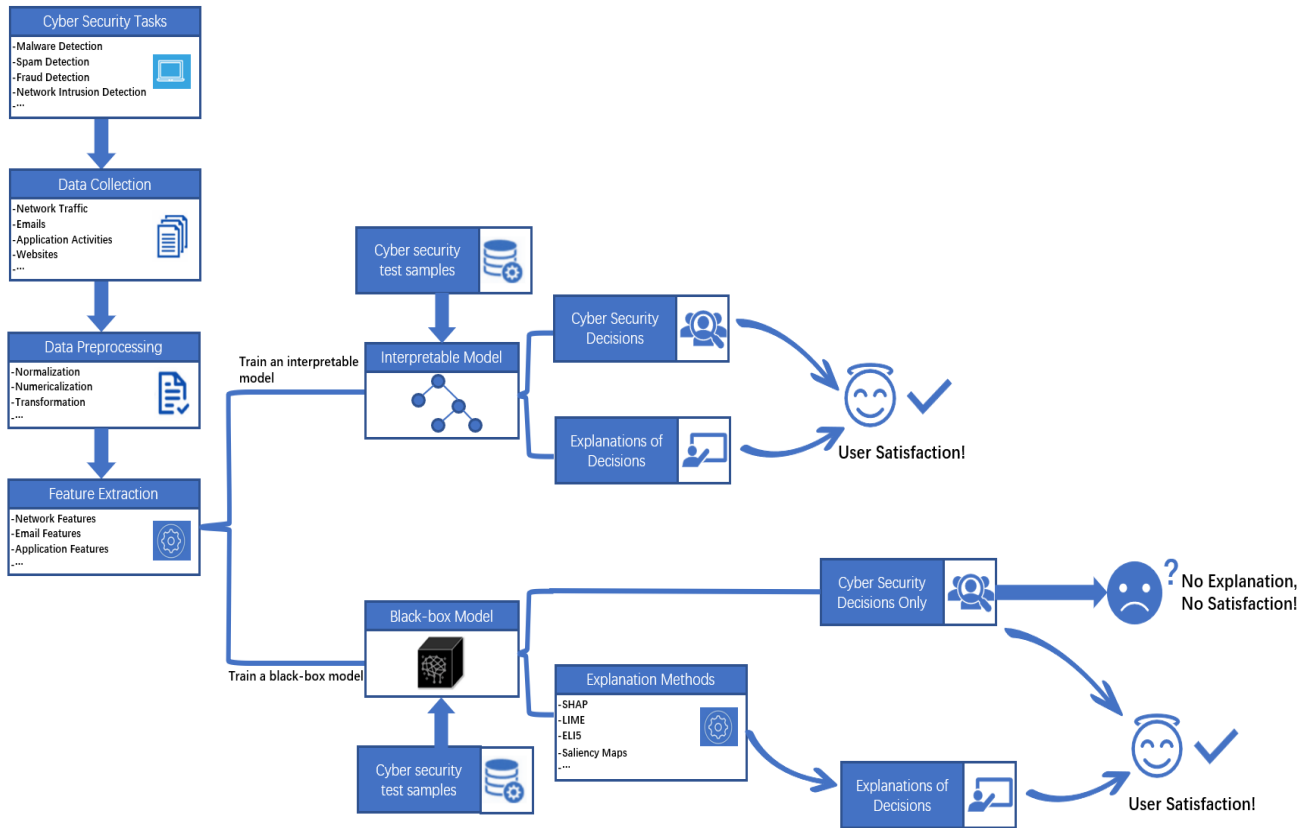 Cyber Security Tasks
-Malware Detection
-Spam Detection
-Fraud Detection
-Network Intrusion Detection
-···
Data Collection
-Network Traffic
-Emails
-Application Activities
-Websites
-···
Data Preprocessing
-Normalization
-Numericalization
-Transformation
-···
Feature Extraction
-Network Features
-Email Features
-Application Features
-···
Train an interpretable
model
Cyber security
test samples
Interpretable Model
Cyber Security
Decisions
Explanations of
Decisions
User Satisfaction!
Train a black-box model
Black-box Model
Cyber security
test samples
Explanation Methods
-SHAP
-LIME
-ELI5
-Saliency Maps
-···
Cyber Security
Decisions Only
?
No Explanation,
No Satisfaction!
Explanations of
Decisions
User Satisfaction!